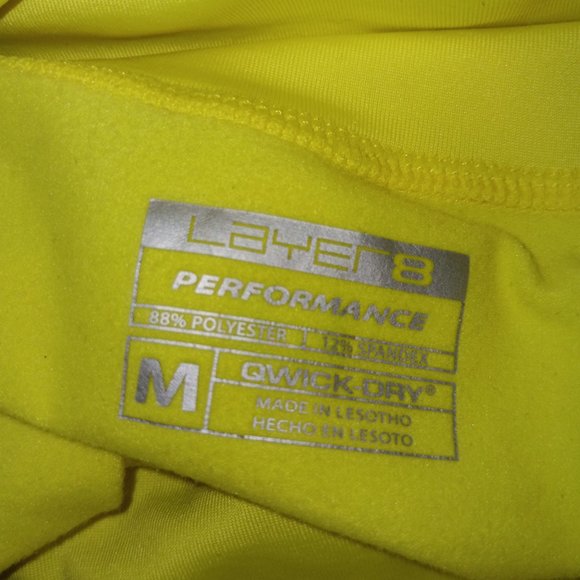 Layer8
PERFORMANCE
88% POLYESTER | 12% SPANDEX
M
QWICK-DRY®
MADE IN LESOTHO
HECHO EN LESOTO